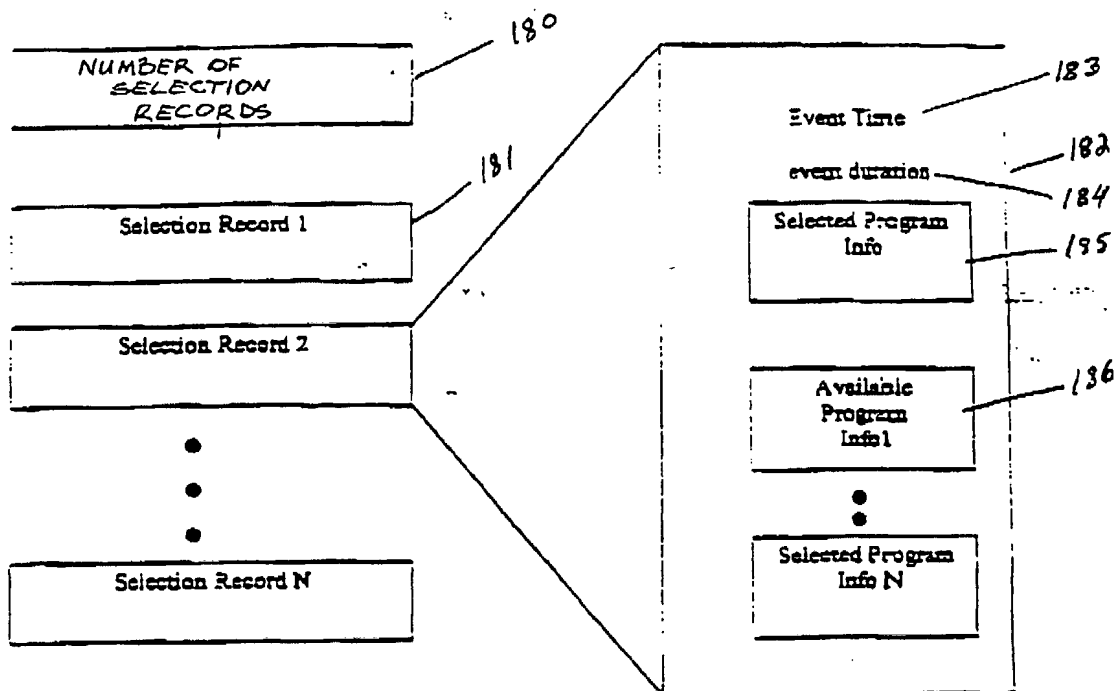 180
NUMBER OF
SELECTION
RECORDS
181
Selection Record 1
Selection Record 2
Selection Record N
183
Event Time
182
event duration
184
Selected Program
Info
185
Available
Program
Info1
186
Selected Program
Info N